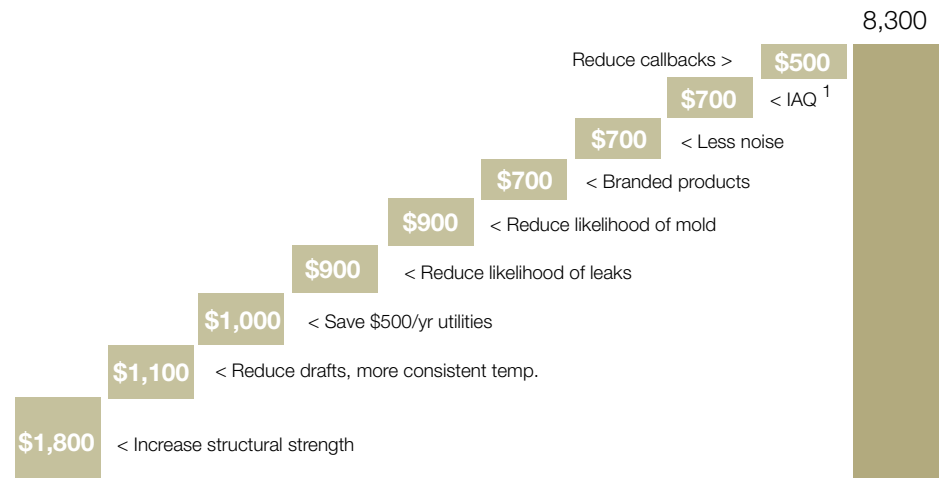 8,300
Reduce callbacks > $500
$700 < IAQ 1
$700 < Less noise
$700 < Branded products
$900 < Reduce likelihood of mold
$900 < Reduce likelihood of leaks
$1,000 < Save $500/yr utilities
$1,100 < Reduce drafts, more consistent temp.
$1,800 < Increase structural strength